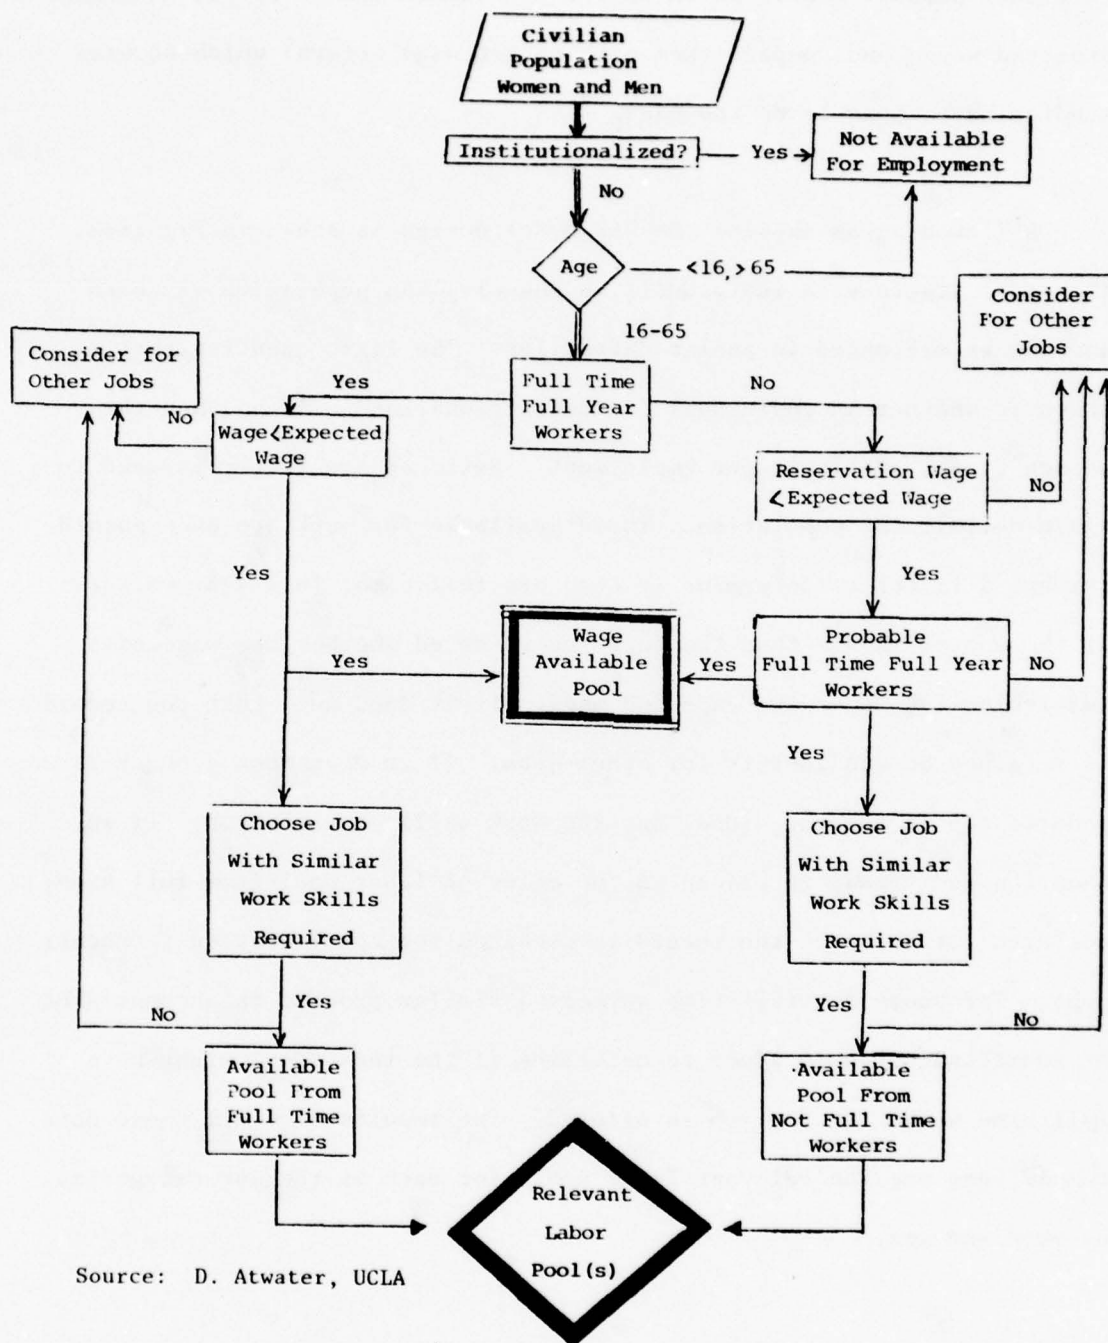 Civilian
Population
Women and Men
Institutionalized?
Yes
Not Available
For Employment
No
Age
<16,>65
Consider
For Other
Jobs
16-65
Consider for
Other Jobs
Yes
Full Time
Full Year
Workers
No
No
Wage<Expected
Wage
Reservation Wage
<Expected Wage
No
Yes
Yes
Yes
Wage
Available
Pool
Yes
Probable
Full Time Full Year
Workers
No
Yes
Choose Job
With Similar
Work Skills
Required
Choose Job
With Similar
Work Skills
Required
Yes
No
Yes
No
Available
Pool From
Full Time
Workers
Available
Pool From
Not Full Time
Workers
Relevant
Labor
Pool(s)
Source: D. Atwater, UCLA